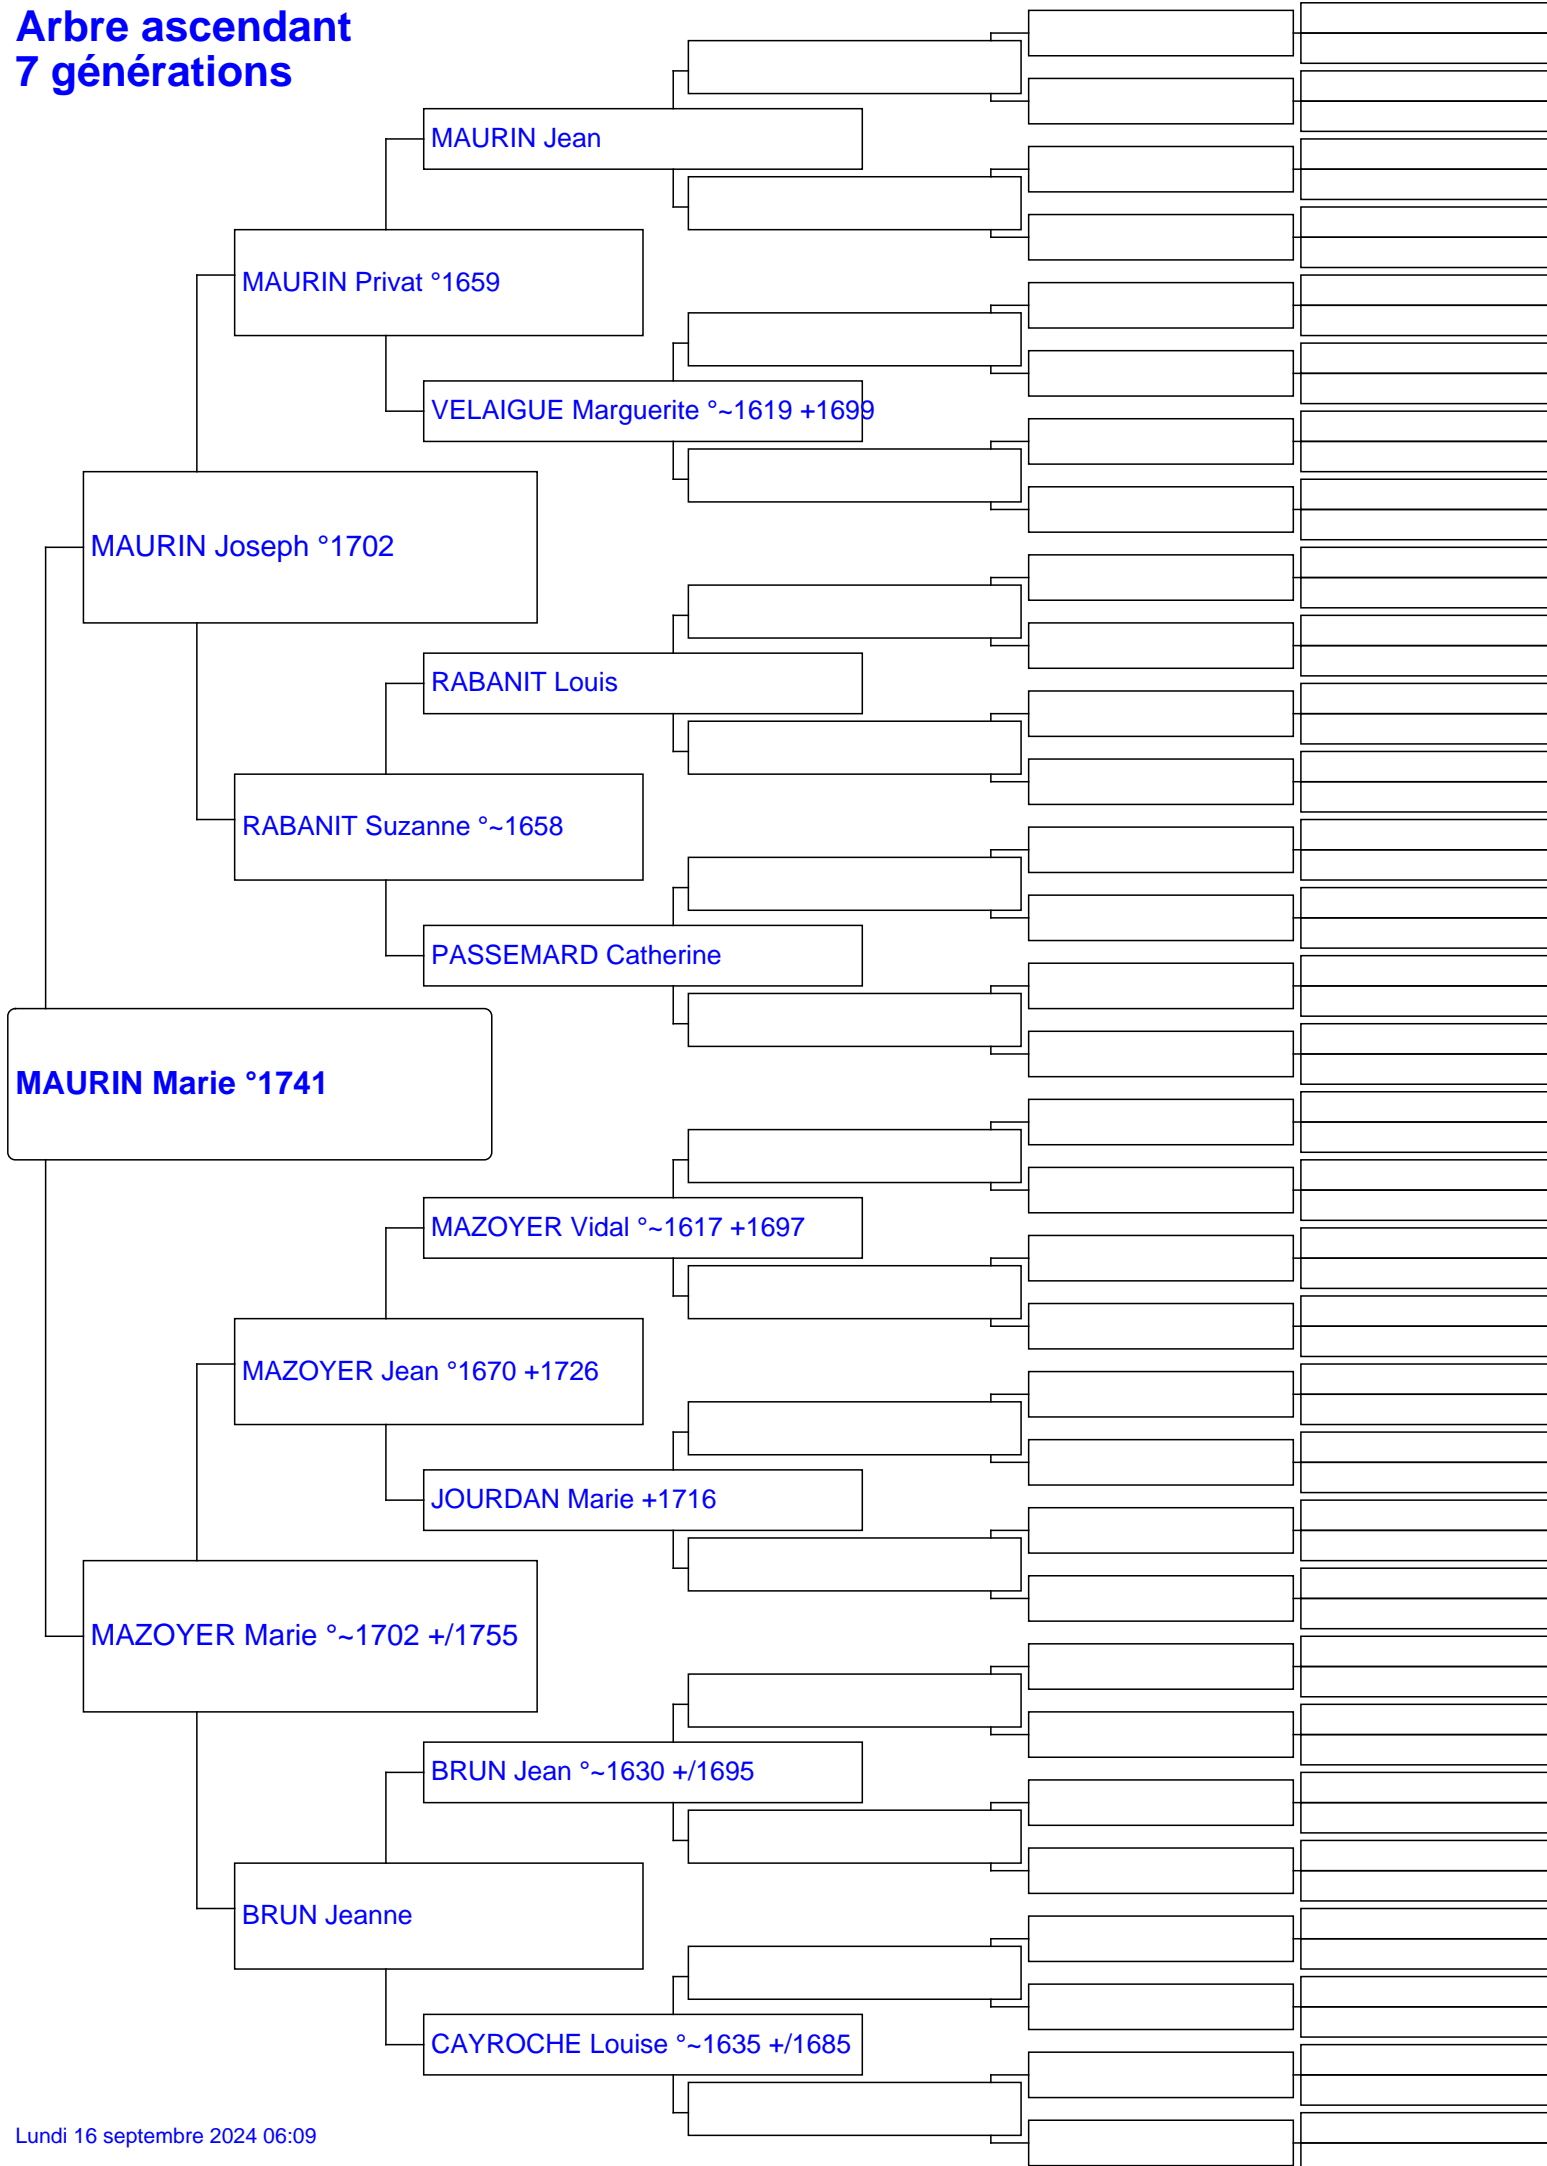 Arbre ascendant
7 générations
MAURIN Jean
MAURIN Privat °1659
VELAIGUE Marguerite °~1619 +1699
MAURIN Joseph °1702
RABANIT Louis
RABANIT Suzanne °~1658
PASSEMARD Catherine
MAURIN Marie °1741
MAZOYER Vidal °~1617 +1697
MAZOYER Jean °1670 +1726
JOURDAN Marie +1716
MAZOYER Marie °~1702 +/1755
BRUN Jean °~1630 +/1695
BRUN Jeanne
CAYROCHE Louise °~1635 +/1685
Lundi 16 septembre 2024 06:09